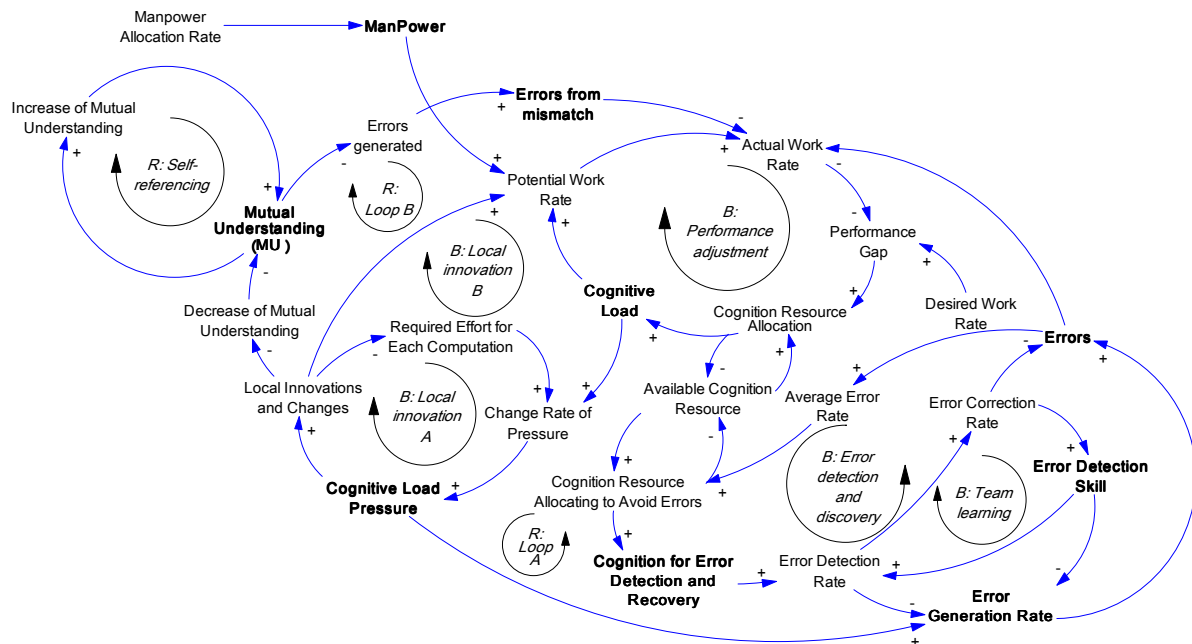 Manpower
Allocation Rate
ManPower
Increase of Mutual
Understanding
+
R: Self-
referencing
+
Mutual
Understanding
(MU )
-
Errors
generated
-
R:
Loop B
+
Errors from
mismatch
-
Actual Work
Rate
+
-
+
Potential Work
Rate
+
+
B: Local
innovation
B
B:
Performance
adjustment
-
Performance
Gap
+
+
Desired Work
Rate
Decrease of Mutual
Understanding
-
Cognitive
Load
+
Cognition Resource
Allocation
+
-
Required Effort for
Each Computation
-
Local Innovations
and Changes
+
B: Local
innovation
A
+
+
Change Rate of
Pressure
Available Cognition
Resource
-
Average Error
Rate
+
Errors
-
+
Error Correction
Rate
+
+
Error Detection
Skill
Cognitive Load
Pressure
+
+
Cognition Resource
Allocating to Avoid Errors
+
B: Error
detection
and
discovery
B: Team
learning
R:
Loop
A
+
Cognition for Error
Detection and
Recovery
+
Error Detection
Rate
+
+
-
-
Error
Generation Rate
+